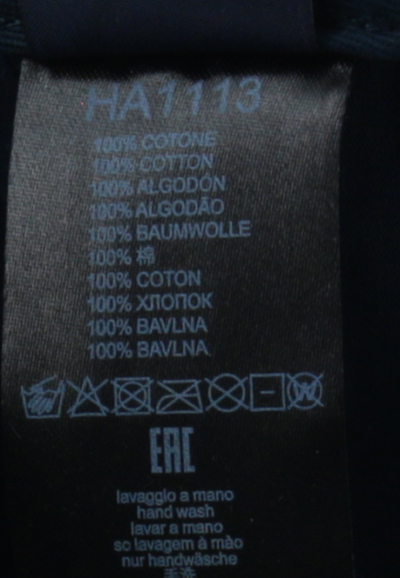 HA1113
100% COTONE
100% COTTON
100% ALGODÓN
100% ALGODÃO
100% BAUMWOLLE
100% 棉
100% COTON
100% ХЛОПОК
100% BAVLNA
100% BAVLNA
EAC
lavaggio a mano
hand wash
lavar a mano
so lavagem à mào
nur handwäsche